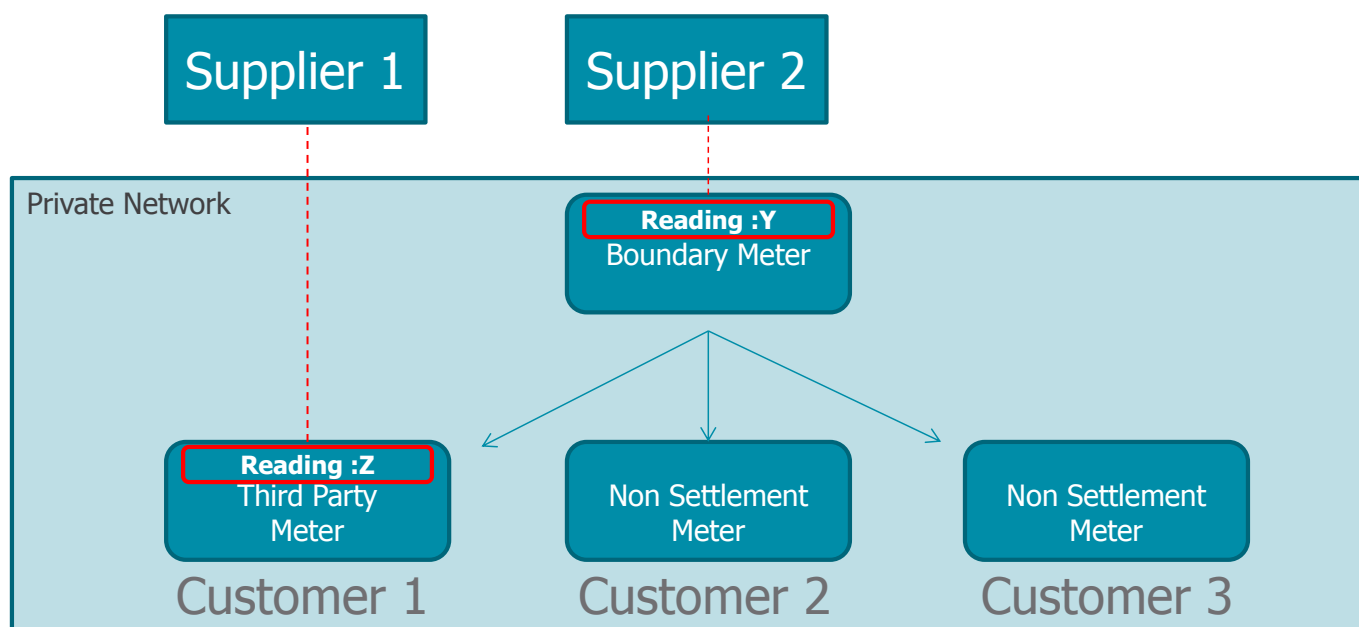 Supplier 1
Supplier 2
Private Network
Reading :Y
Boundary Meter
Reading :Z
Third Party
Meter
Non Settlement
Meter
Non Settlement
Meter
Customer 1
Customer 2
Customer 3